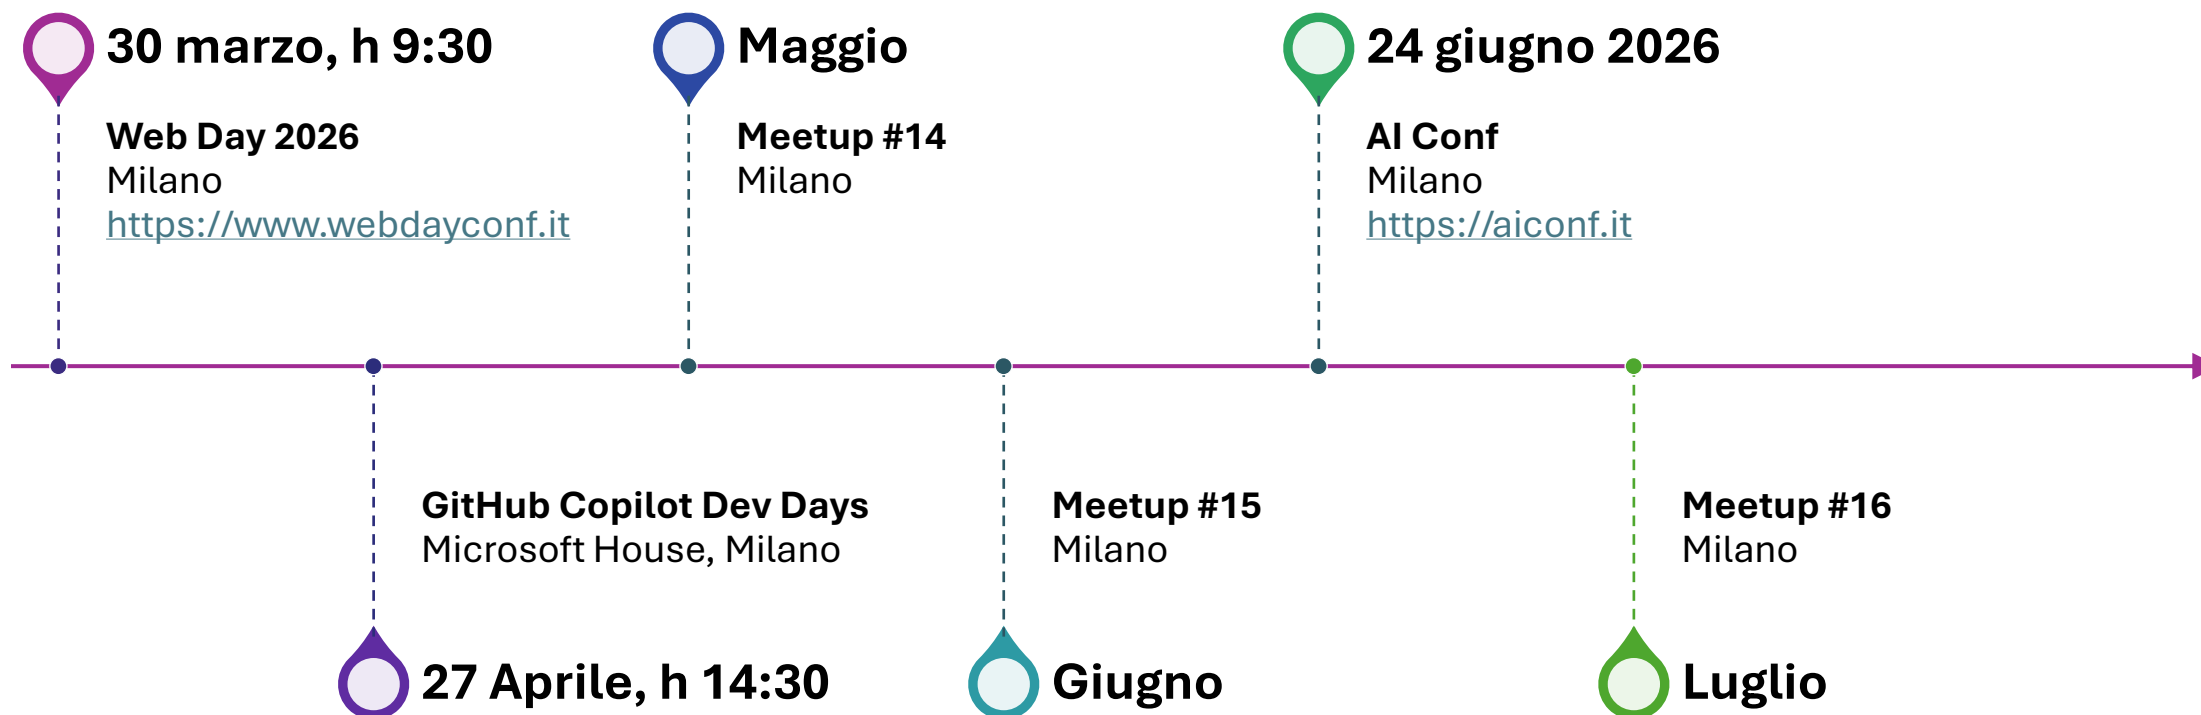 30 marzo, h 9:30
Web Day 2026
Milano
https://www.webdayconf.it
GitHub Copilot Dev Days
Microsoft House, Milano
27 Aprile, h 14:30
Maggio
Meetup #14
Milano
Meetup #15
Milano
Giugno
24 giugno 2026
AI Conf
Milano
https://aiconf.it
Meetup #16
Milano
Luglio